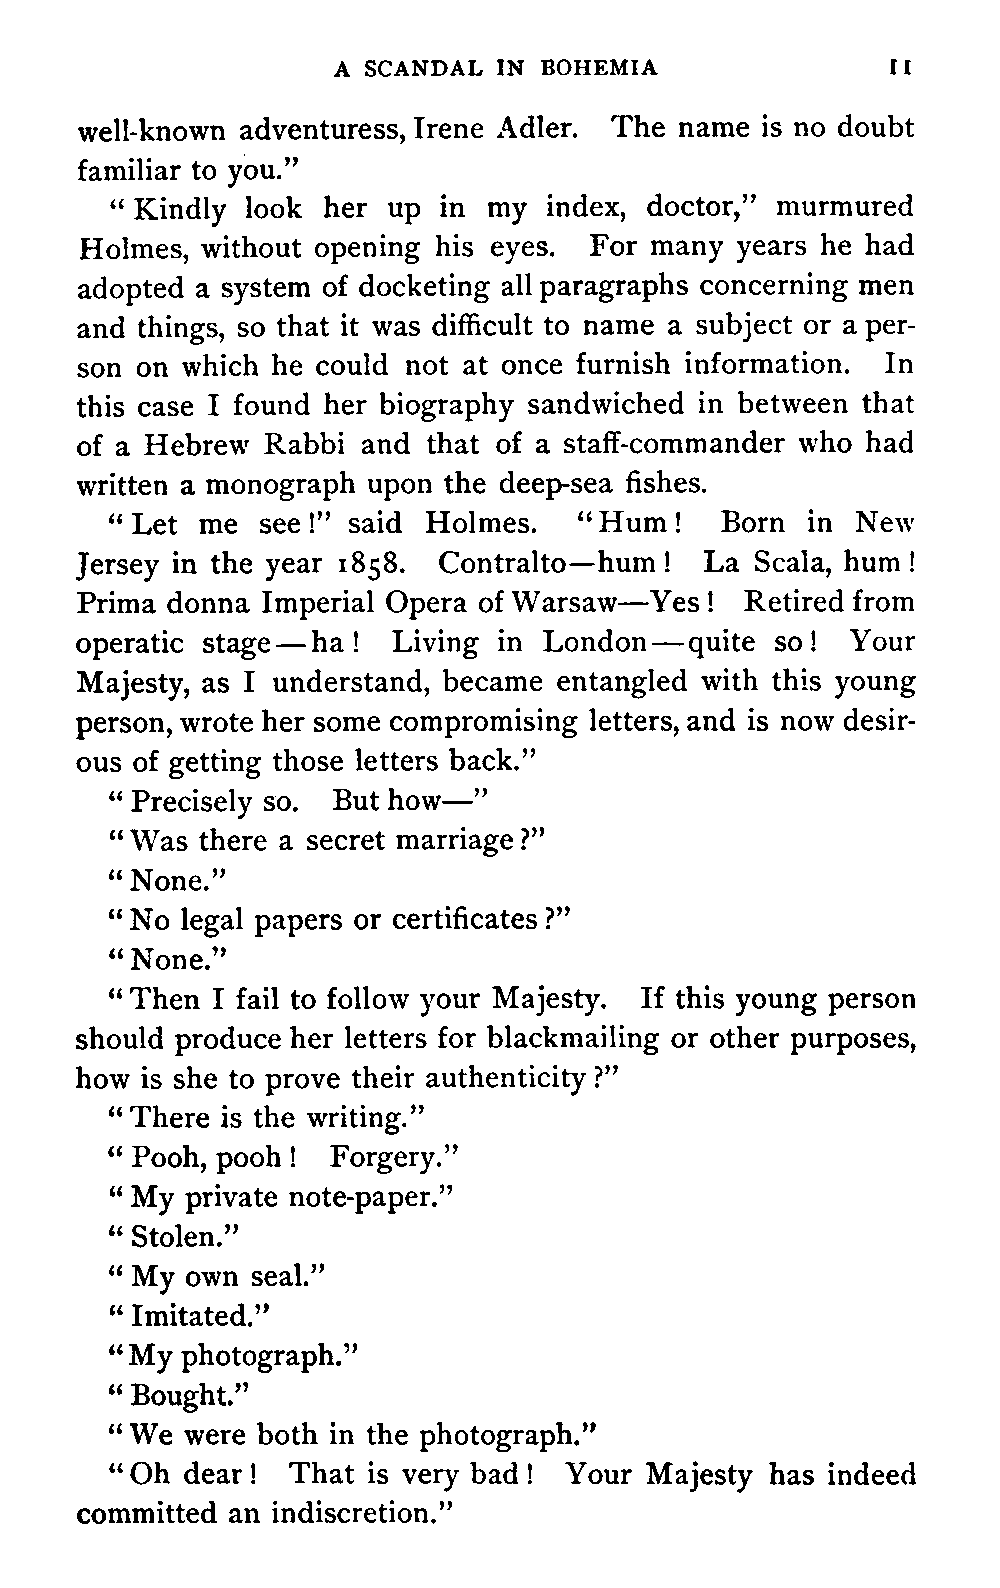 A SCANDAL IN BOHEMIA 11
well-known adventuress, Irene Adler. The name is no doubt
familiar to you.”
“Kindly look her up in my index, doctor,” murmured
Holmes, without opening his eyes. For many years he had
adopted a system of docketing all paragraphs concerning men
and things, so that it was difficult to name a subject or a per-
son on which he could not at once furnish information. In
this case I found her biography sandwiched in between that
of a Hebrew Rabbi and that of a staff-commander who had
written a monograph upon the deep-sea fishes.
“Let me see!” said Holmes. “Hum! Born in New
Jersey in the year 1858. Contralto—hum! La Scala, hum!
Prima donna Imperial Opera of Warsaw—Yes! Retired from
operatic stage—ha! Living in London—quite so! Your
Majesty, as I understand, became entangled with this young
person, wrote her some compromising letters, and is now desir-
ous of getting those letters back.”
“Precisely so. But how—”
“Was there a secret marriage?”
“None.”
“No legal papers or certificates?”
“None.”
“Then I fail to follow your Majesty. If this young person
should produce her letters for blackmailing or other purposes,
how is she to prove their authenticity?”
“There is the writing.”
“Pooh, pooh! Forgery.”
“My private note-paper.”
“Stolen.”
“My own seal.”
“Imitated.”
“My photograph.”
“Bought.”
“We were both in the photograph.”
“Oh dear! That is very bad! Your Majesty has indeed
committed an indiscretion.”